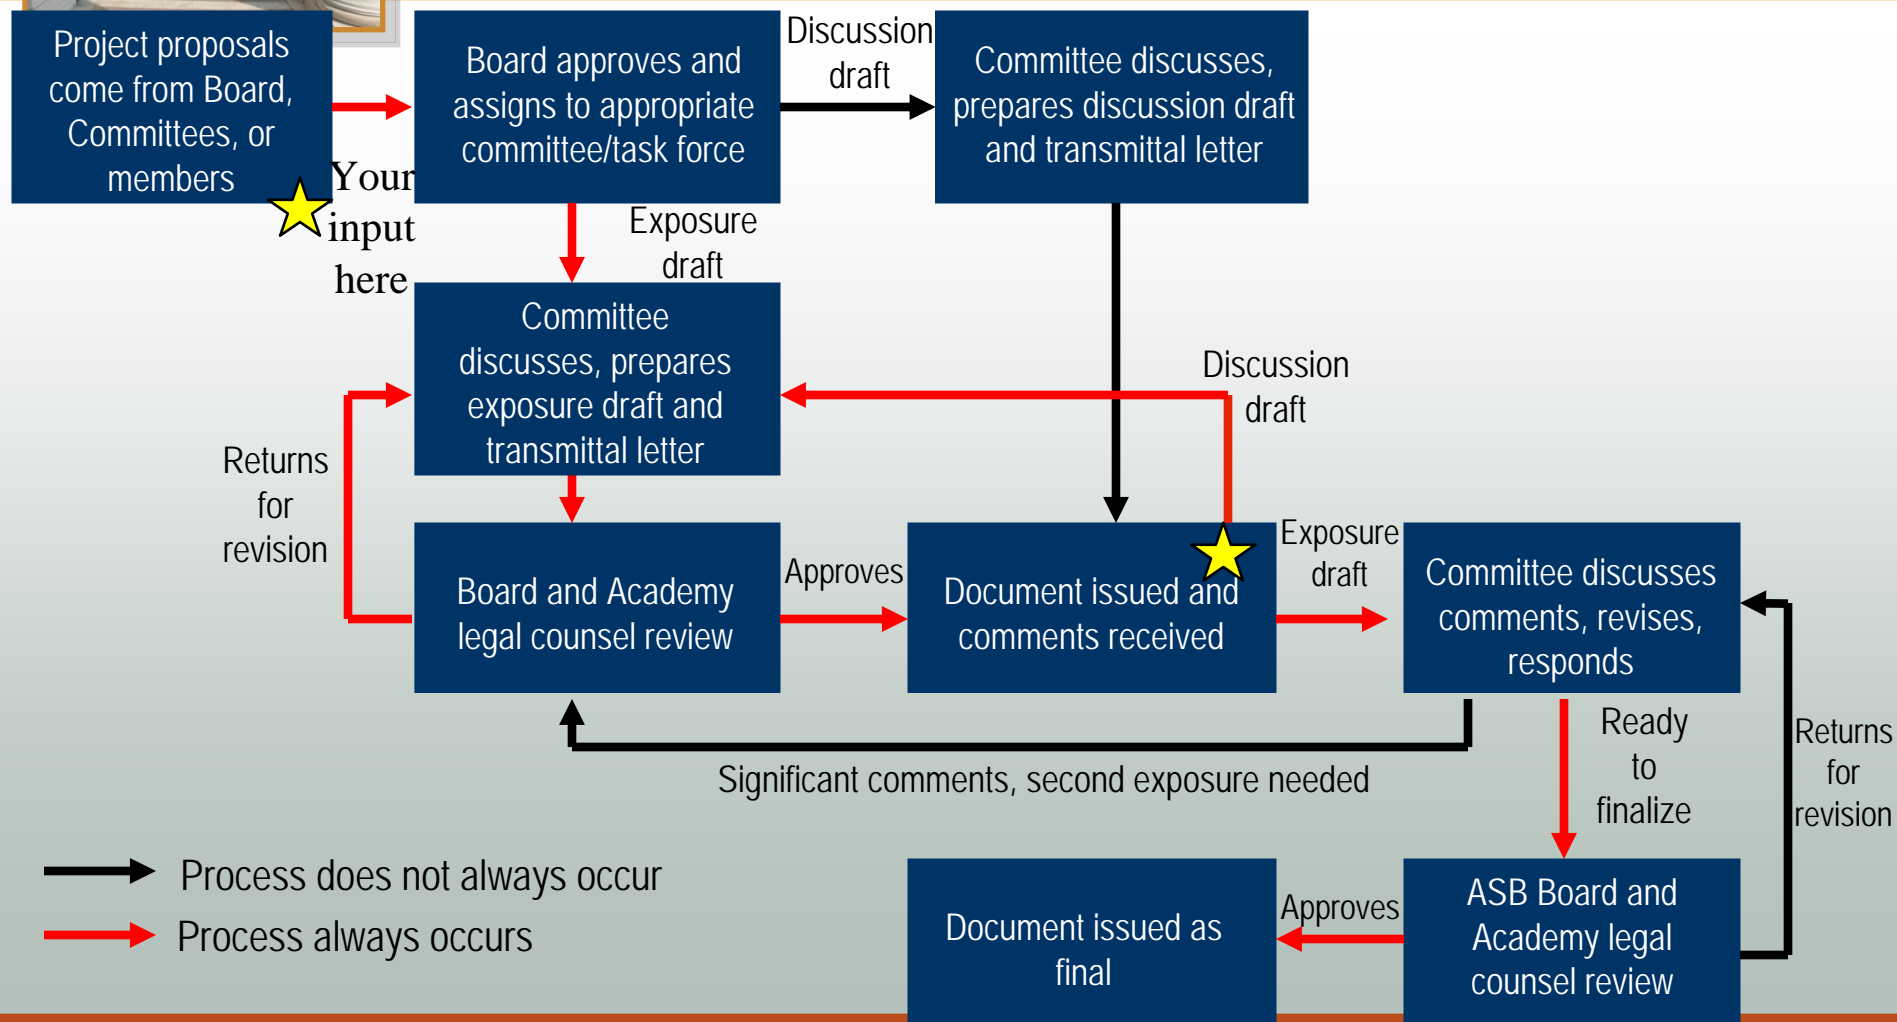 Project proposals
come from Board,
Committees, or
members
Your
input
here
Board approves and
assigns to appropriate
committee/task force
Discussion
draft
Committee discusses,
prepares discussion draft
and transmittal letter
Exposure
draft
Committee
discusses, prepares
exposure draft and
transmittal letter
Discussion
draft
Returns
for
revision
Board and Academy
legal counsel review
Approves
Document issued and
comments received
Exposure
draft
Committee discusses
comments, revises,
responds
Significant comments, second exposure needed
Ready
to
finalize
Returns
for
revision
Process does not always occur
Process always occurs
Document issued as
final
Approves
ASB Board and
Academy legal
counsel review